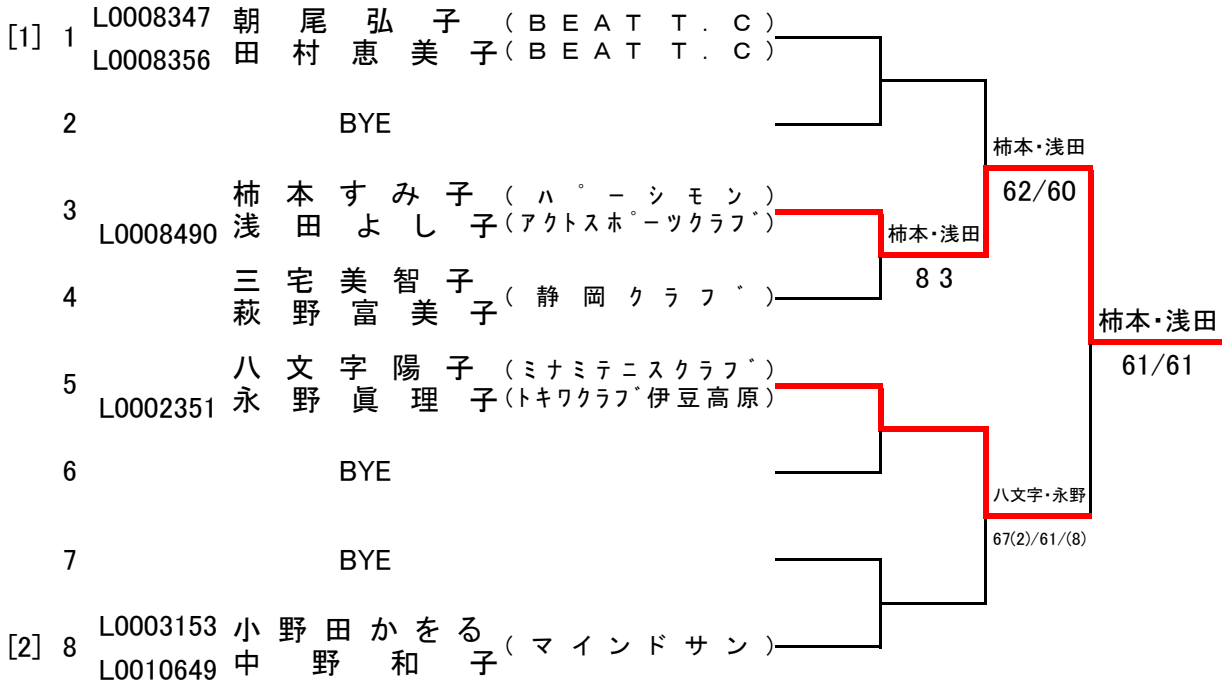 [1] 1 L0008347 朝尾弘子 (BEAT T.C)
L0008356 田村恵美子 (BEAT T.C)
2 BYE
柿本・浅田
62/60
3 柿本すみ子 (ハ゜ーシモン)
L0008490 浅田よし子 (アクトスホ゜ーツクラフ゛)
柿本・浅田
8 3
4 三宅美智子 (静岡クラフ゛)
萩野富美子
柿本・浅田
61/61
5 八文字陽子 (ミナミテニスクラフ゛)
L0002351 永野眞理子 (トキワクラフ゛伊豆高原)
6 BYE
八文字・永野
67(2)/61/(8)
7 BYE
[2] 8 L0003153 小野田かをる (マインドサン)
L0010649 中野和子